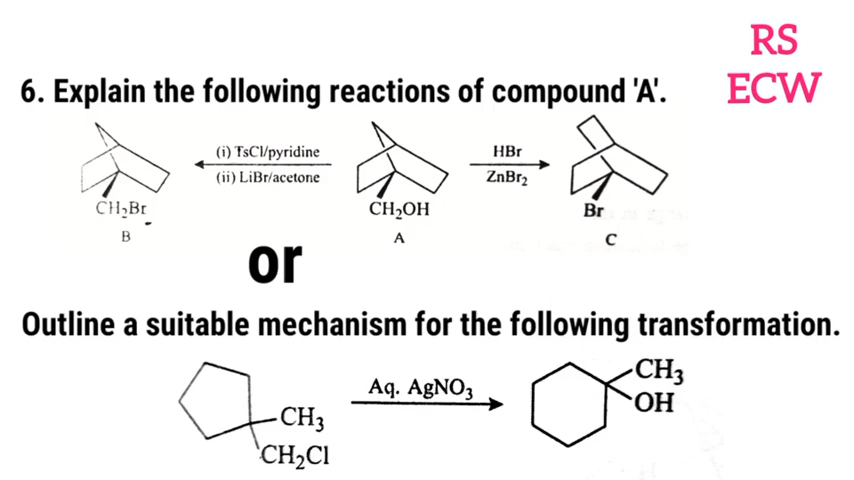 RS
ECW
6. Explain the following reactions of compound 'A'.
(i) TsCl/pyridine
(ii) LiBr/acetone
HBr
ZnBr₂
CH₂Br
CH₂OH
Br
B
A
C
or
Outline a suitable mechanism for the following transformation.
Aq. AgNO₃
CH₃
CH₂Cl
CH₃
OH